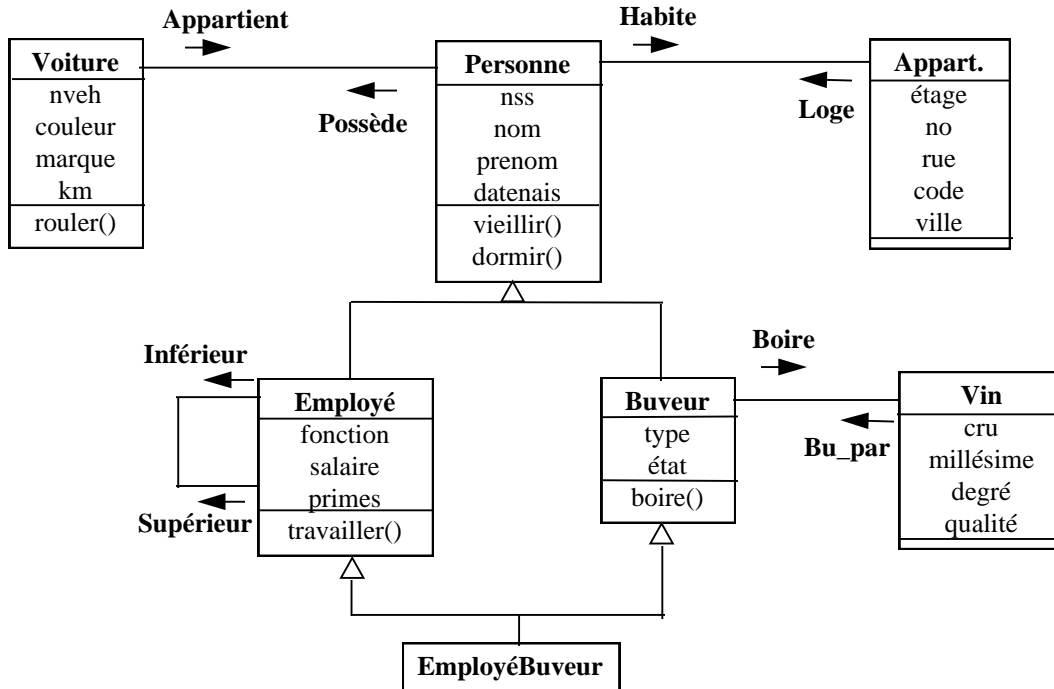 Appartient
Habite
Voiture
nveh
couleur
marque
km
rouler()
Possède
Personne
nss
nom
prenom
datenais
vieillir()
dormir()
Loge
Appart.
étage
no
rue
code
ville
Inférieur
Supérieur
Employé
fonction
salaire
primes
travailler()
Boire
Buveur
type
état
boire()
Bu_par
Vin
cru
millésime
degré
qualité
EmployéBuveur